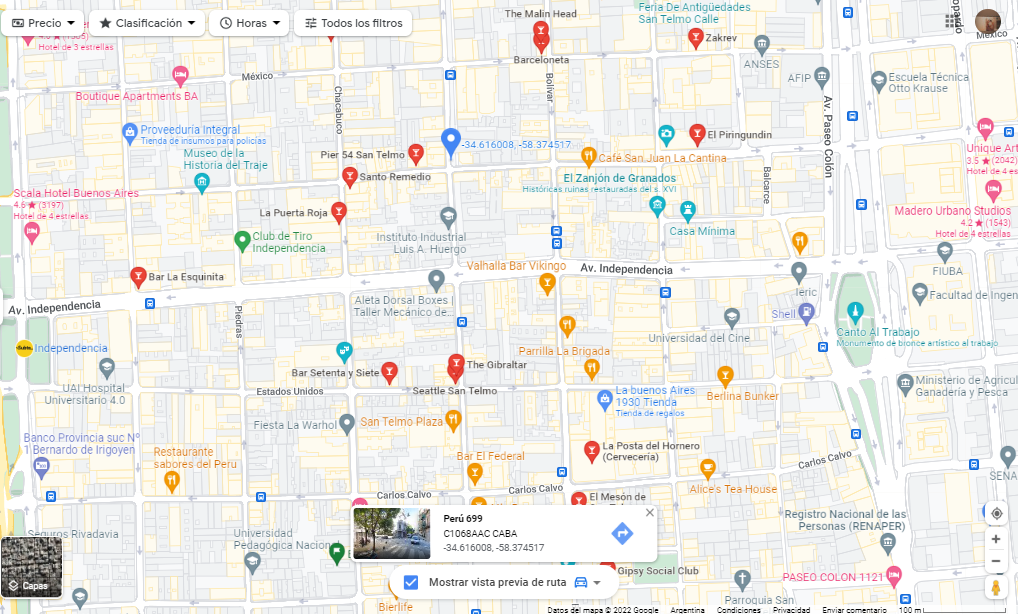 Precio
Clasificación
Horas
Todos los filtros
Hotel de 3 estrellas
The Malin Head
Feria De Antigüedades
San Telmo Calle
Zakrev
México
Barceloneta
ANSES
AFIP
Escuela Técnica
Otto Krause
México
Boutique Apartments BA
Chacabuco
Bolívar
Av. Paseo Colón
Proveeduría Integral
Tienda de insumos para policías
Museo de la
Historia del Traje
Pier 54 San Telmo
-34.616008, -58.374517
El Piringundin
Café San Juan La Cantina
Santo Remedio
El Zanjón de Granados
Históricas ruinas restauradas del s. XVI
Balcarce
Unique Art
3.5 (2042)
Hotel de 4 es
Scala Hotel Buenos Aires
4.6 (3197)
Hotel de 4 estrellas
La Puerta Roja
Casa Mínima
Madero Urbano Studios
4.2 (1543)
Hotel de 4 estrellas
Club de Tiro
Independencia
Instituto Industrial
Luis A. Huergo
Bar La Esquinita
Valhalla Bar Vikingo
Av. Independencia
FIUBA
Av. Independencia
Piedras
Aleta Dorsal Boxes |
Taller Mecánico de...
Teric
Facultad de Ingen
Shell
Universidad del Cine
Canto Al Trabajo
Monumento de bronce artístico al trabajo
Independencia
Parrilla La Brigada
UAI Hospital
Universitario 4.0
Bar Setenta y Siete
The Gibraltar
Estados Unidos
Seattle San Telmo
La buenos Aires
1930 Tienda
Tienda de regalos
Berlina Bunker
Ministerio de Agricul
Ganadería y Pesca
Fiesta La Warhol
San Telmo Plaza
Banco Provincia suc Nº
1 Bernardo de Irigoyen
Restaurante
sabores del Peru
Bar El Federal
La Posta del Hornero
(Cervecería)
Carlos Calvo
Alice's Tea House
SENA
Carlos Calvo
Carlos Calvo
El Mesón de
Seguros Rivadavia
Universidad
Pedagógica Nacion
Perú 699
C1068AAC CABA
-34.616008, -58.374517
Registro Nacional de las
Personas (RENAPER)
Capas
Mostrar vista previa de ruta
Gipsy Social Club
PASEO COLON 1121
Bierlife
Parroquia San
Datos del mapa © 2022 Google
Argentina
Condiciones
Privacidad
Enviar comentario
100 m